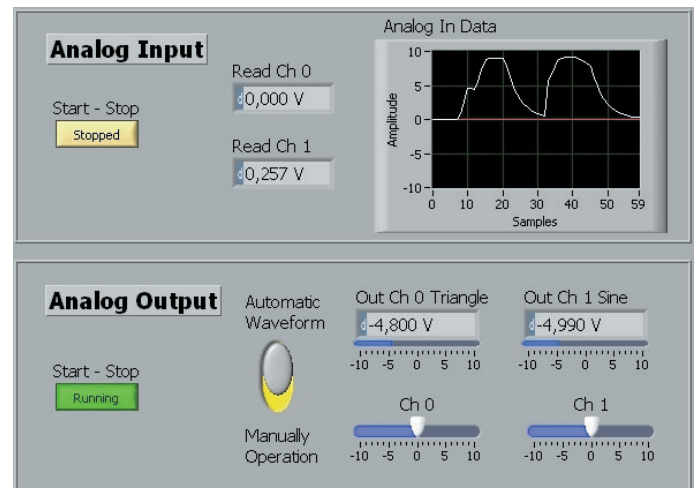 Analog Input
Start - Stop
Stopped
Read Ch 0
d 0,000 V
Read Ch 1
d 0,257 V
Analog In Data
Amplitude
10
5
0
-5
-10
0 10 20 30 40 50 59
Samples
Analog Output
Start - Stop
Running
Automatic
Waveform
Manually
Operation
Out Ch 0 Triangle
d -4,800 V
-10 -5 0 5 10
Out Ch 1 Sine
d -4,990 V
-10 -5 0 5 10
Ch 0
-10 -5 0 5 10
Ch 1
-10 -5 0 5 10